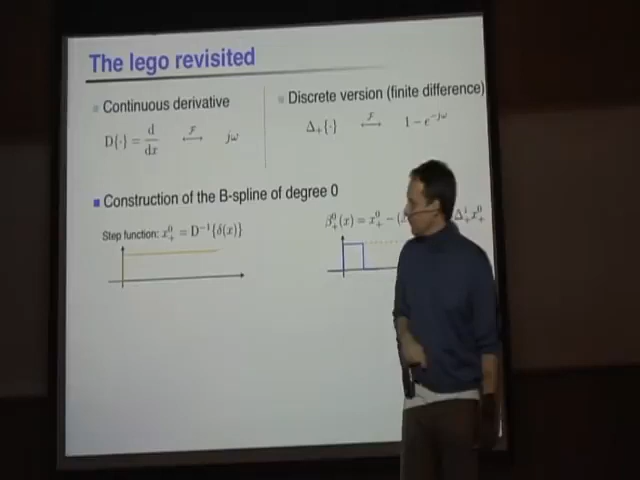 The lego revisited
Continuous derivative
D{·} = d/dx ⟷ᶠ jω
Discrete version (finite difference)
Δ₊{·} ⟷ᶠ 1 − e^{−jω}
Construction of the B-spline of degree 0
Step function: x₊⁰ = D⁻¹{δ(x)}
β₊⁰(x) = x₊⁰ − ( Δ₊¹ x₊⁰